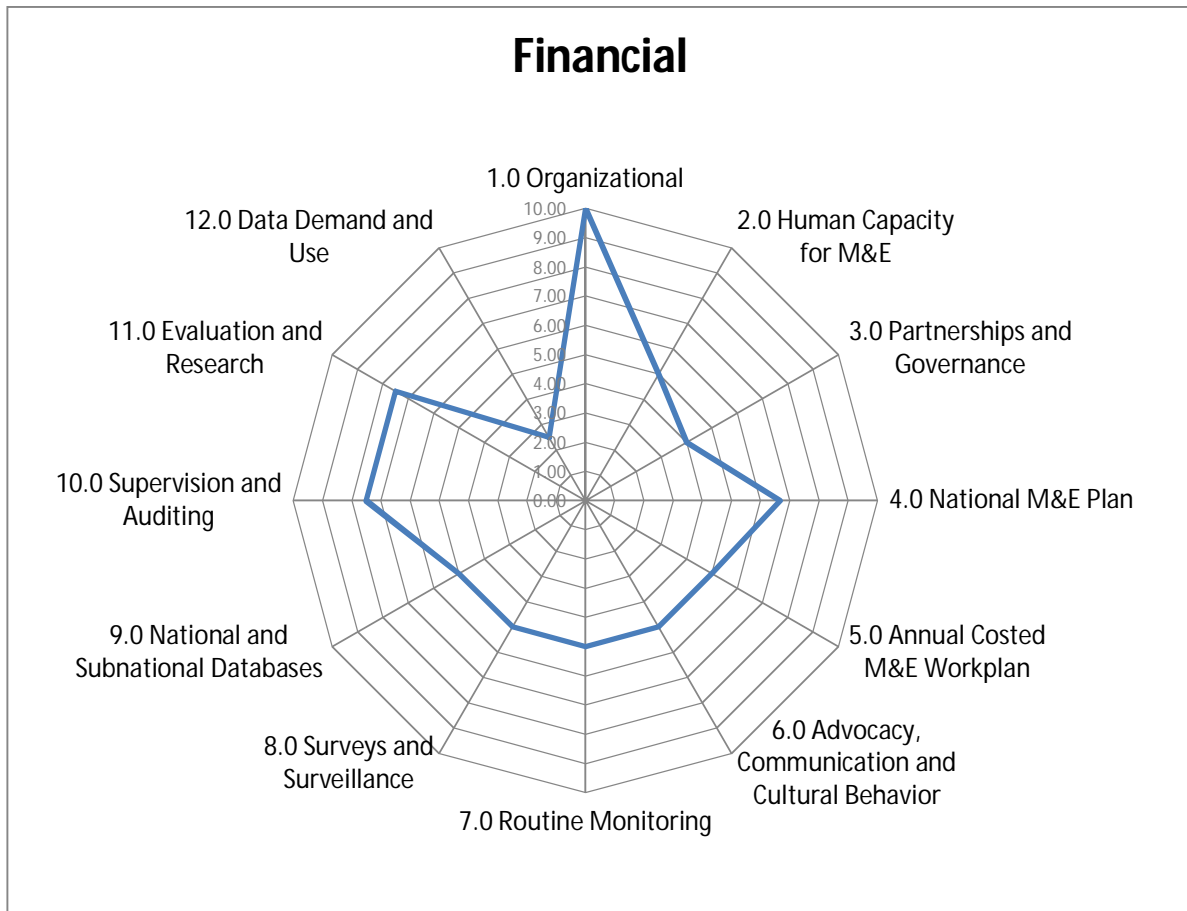 Financial
1.0 Organizational
2.0 Human Capacity
for M&E
3.0 Partnerships and
Governance
4.0 National M&E Plan
5.0 Annual Costed
M&E Workplan
6.0 Advocacy,
Communication and
Cultural Behavior
7.0 Routine Monitoring
8.0 Surveys and
Surveillance
9.0 National and
Subnational Databases
10.0 Supervision and
Auditing
11.0 Evaluation and
Research
12.0 Data Demand and
Use
10.00
9.00
8.00
7.00
6.00
5.00
4.00
3.00
2.00
1.00
0.00